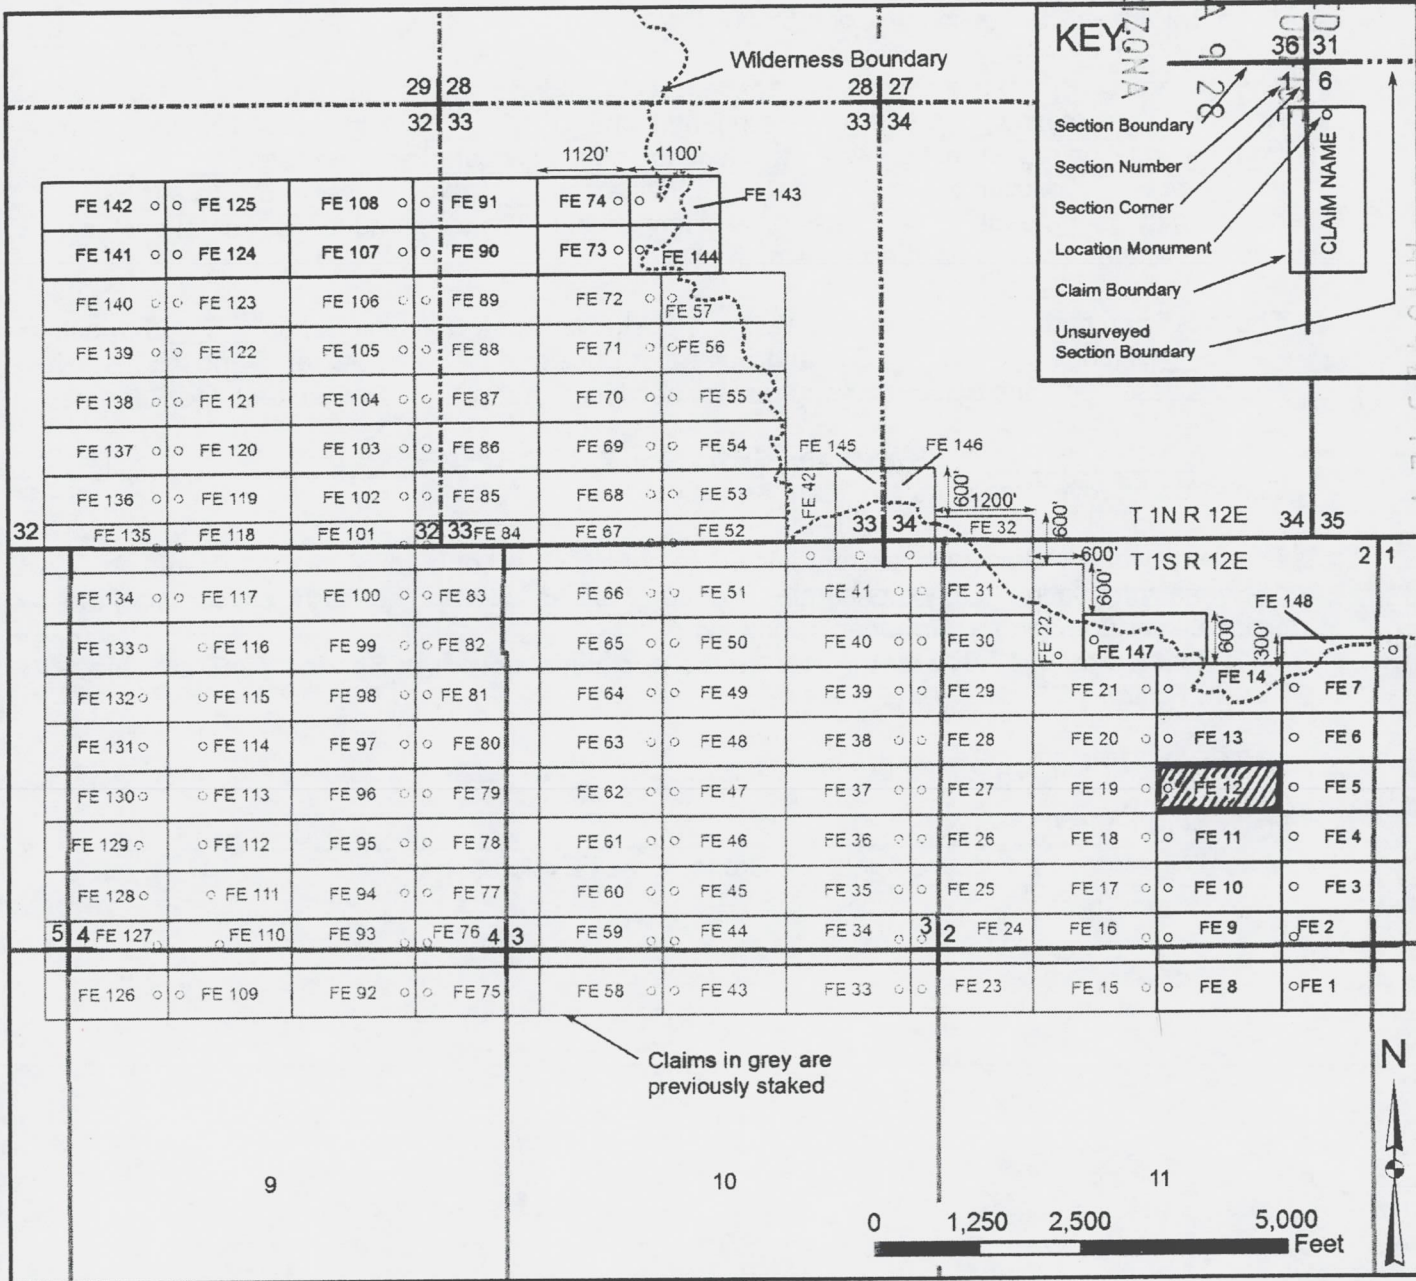 KEY
36 31
1 6
Section Boundary
Section Number
Section Corner
Location Monument
Claim Boundary
Unsurveyed
Section Boundary
CLAIM NAME
IZONA
A 9 28
Wilderness Boundary
29 28
32 33
28 27
33 34
1120' 1100'
FE 142 FE 125 FE 108 FE 91 FE 74 FE 143
FE 141 FE 124 FE 107 FE 90 FE 73 FE 144
FE 140 FE 123 FE 106 FE 89 FE 72 FE 57
FE 139 FE 122 FE 105 FE 88 FE 71 FE 56
FE 138 FE 121 FE 104 FE 87 FE 70 FE 55
FE 137 FE 120 FE 103 FE 86 FE 69 FE 54 FE 145 FE 146
FE 136 FE 119 FE 102 FE 85 FE 68 FE 53 FE 42 600' 1200'
32 FE 135 FE 118 FE 101 32 33 FE 84 FE 67 FE 52 33 34 FE 32 600' T 1N R 12E 34 35
600' T 1S R 12E 2 1
FE 134 FE 117 FE 100 FE 83 FE 66 FE 51 FE 41 FE 31 600' FE 148
FE 133 FE 116 FE 99 FE 82 FE 65 FE 50 FE 40 FE 30 FE 22 FE 147 600' 300'
FE 132 FE 115 FE 98 FE 81 FE 64 FE 49 FE 39 FE 29 FE 21 FE 14 FE 7
FE 131 FE 114 FE 97 FE 80 FE 63 FE 48 FE 38 FE 28 FE 20 FE 13 FE 6
FE 130 FE 113 FE 96 FE 79 FE 62 FE 47 FE 37 FE 27 FE 19 FE 12 FE 5
FE 129 FE 112 FE 95 FE 78 FE 61 FE 46 FE 36 FE 26 FE 18 FE 11 FE 4
FE 128 FE 111 FE 94 FE 77 FE 60 FE 45 FE 35 FE 25 FE 17 FE 10 FE 3
5 4 FE 127 FE 110 FE 93 FE 76 4 3 FE 59 FE 44 FE 34 3 2 FE 24 FE 16 FE 9 FE 2
FE 126 FE 109 FE 92 FE 75 FE 58 FE 43 FE 33 FE 23 FE 15 FE 8 FE 1
Claims in grey are
previously staked
N
9 10 11
0 1,250 2,500 5,000
Feet